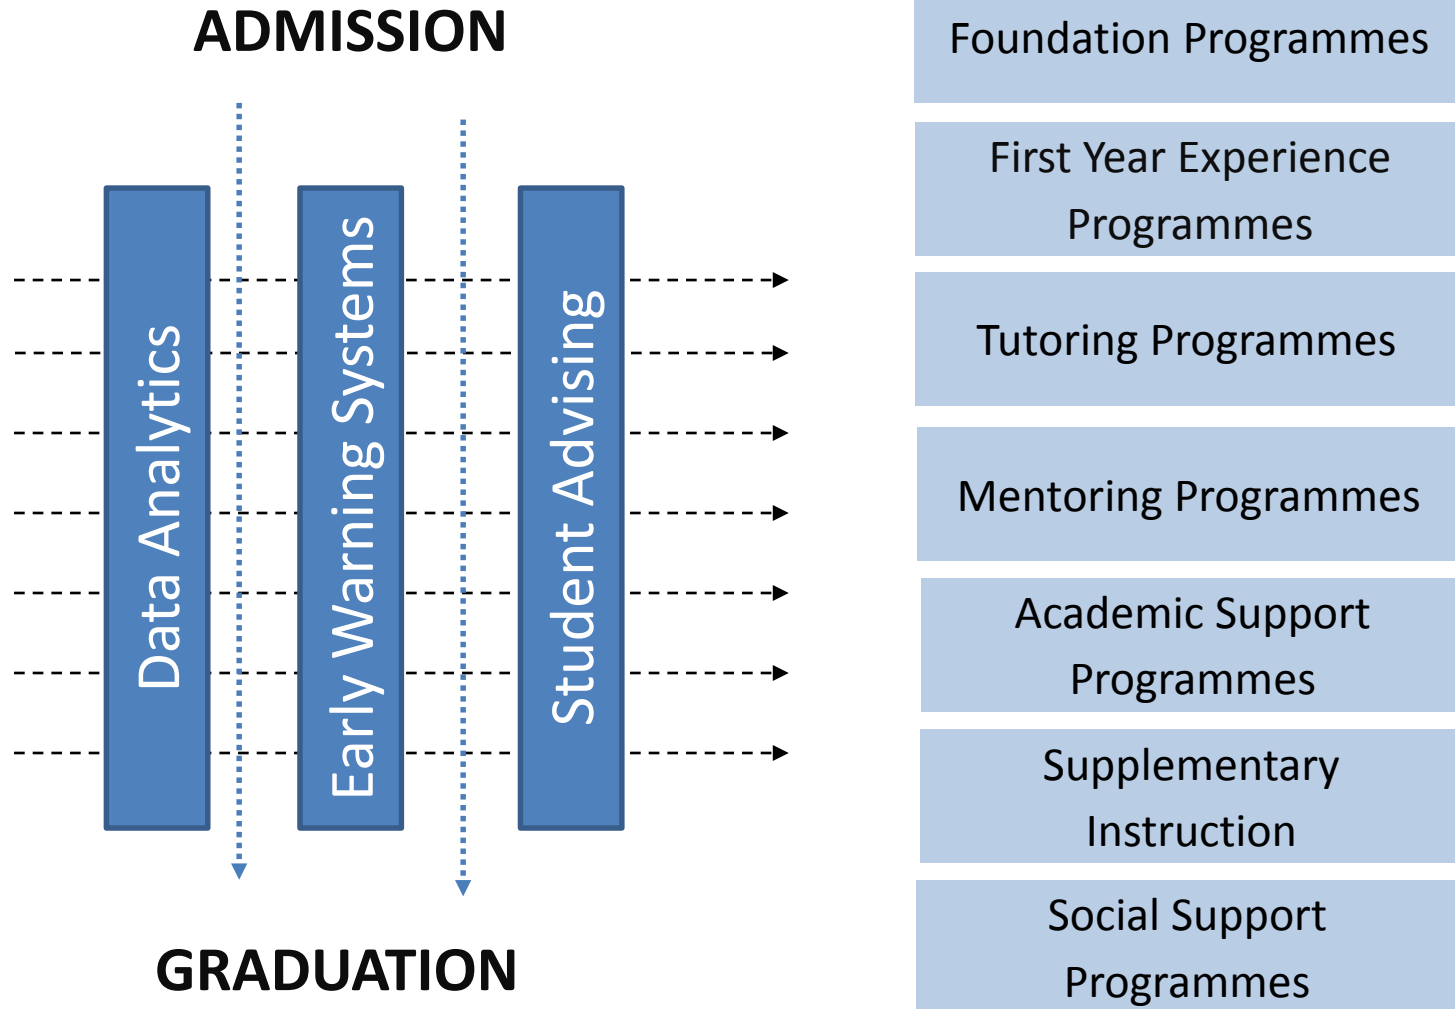 ADMISSION
Data Analytics
Early Warning Systems
Student Advising
GRADUATION
Foundation Programmes
First Year Experience
Programmes
Tutoring Programmes
Mentoring Programmes
Academic Support
Programmes
Supplementary
Instruction
Social Support
Programmes